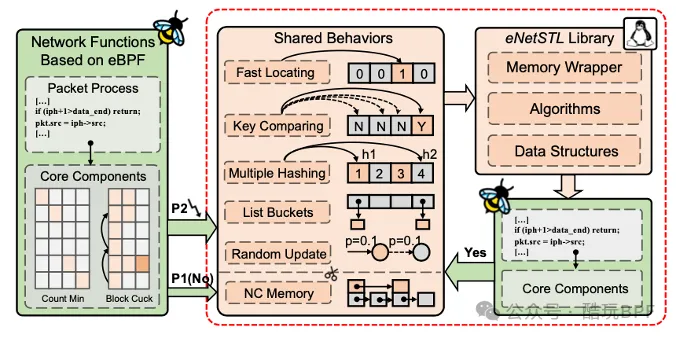 Network Functions
Based on eBPF
Packet Process
[...]
if (iph+1>data_end) return;
pkt.src = iph->src;
[...]
Core Components
Count Min
Block Cuck
P2
P1(No)
Shared Behaviors
Fast Locating
0 0 1 0
Key Comparing
N N N Y
h1 h2
Multiple Hashing
1 2 3 4
List Buckets
Random Update
p=0.1 p=0.1
NC Memory
eNetSTL Library
Memory Wrapper
Algorithms
Data Structures
Yes
[...]
if (iph+1>data_end) return;
pkt.src = iph->src;
[...]
Core Components
公众号 · 酷玩BPF